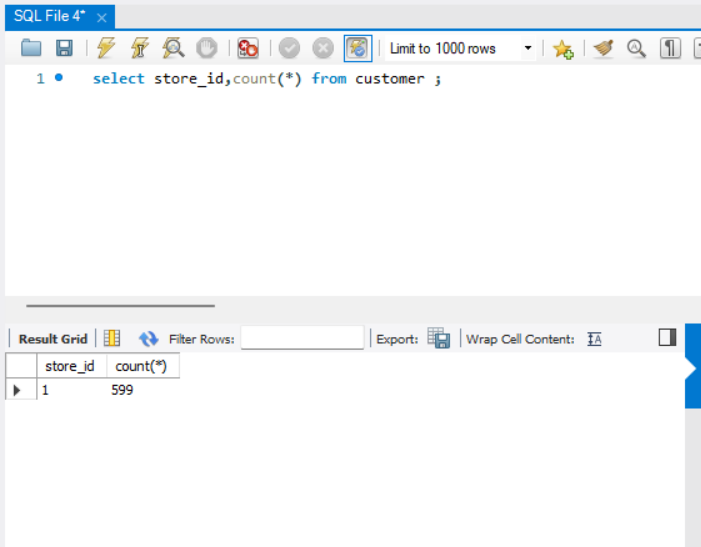 SQL File 4* ×
Limit to 1000 rows
1 select store_id,count(*) from customer ;
Result Grid Filter Rows: Export: Wrap Cell Content: IA
store_id count(*)
1 599